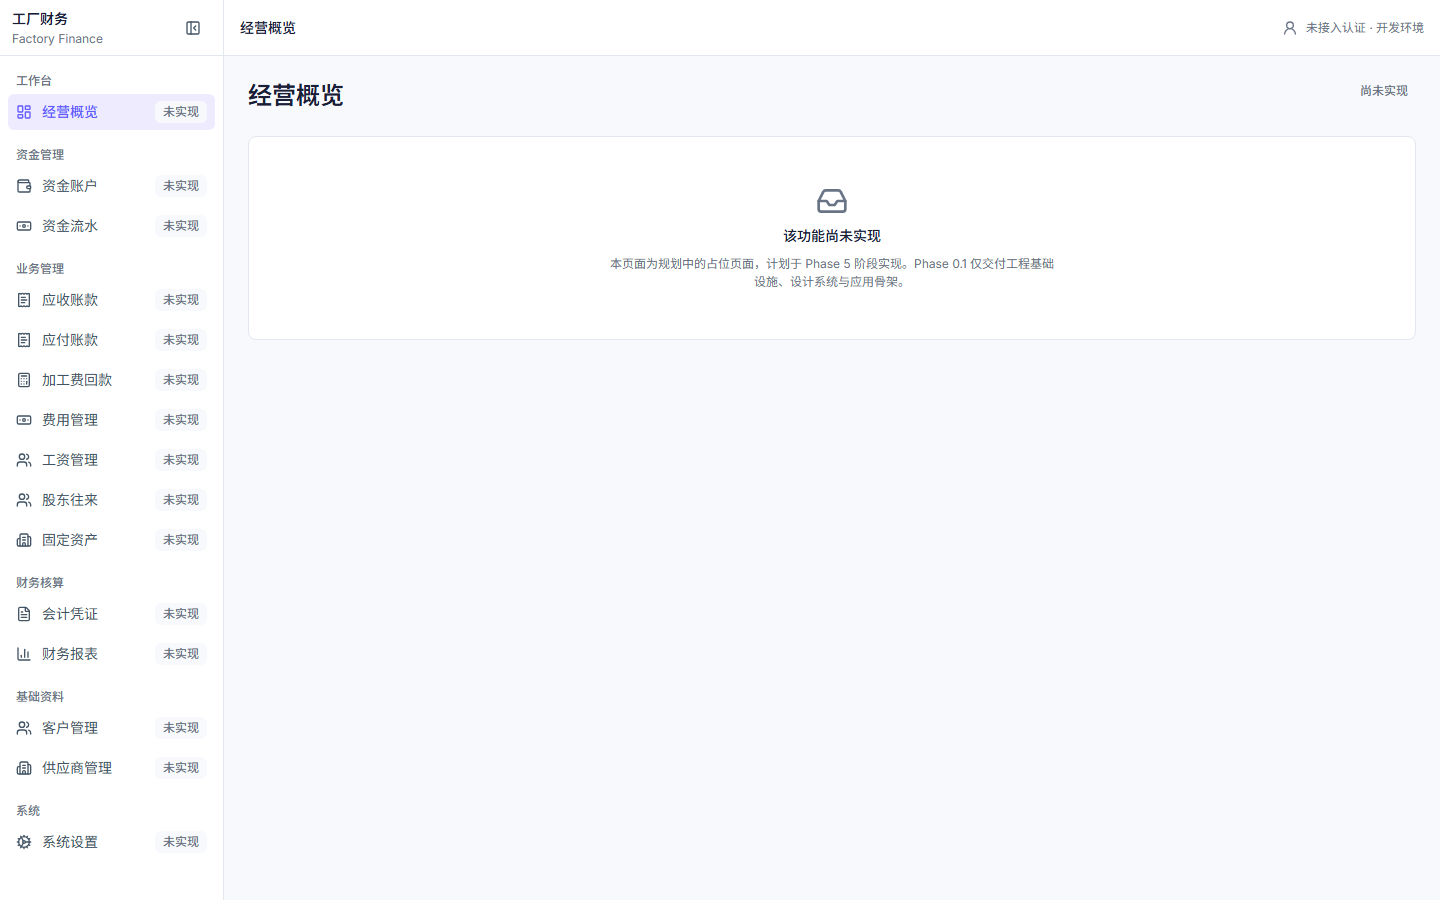 工厂财务
Factory Finance
经营概览
未接入认证 · 开发环境
工作台
经营概览 未实现
资金管理
资金账户 未实现
资金流水 未实现
业务管理
应收账款 未实现
应付账款 未实现
加工费回款 未实现
费用管理 未实现
工资管理 未实现
股东往来 未实现
固定资产 未实现
财务核算
会计凭证 未实现
财务报表 未实现
基础资料
客户管理 未实现
供应商管理 未实现
系统
系统设置 未实现
经营概览
尚未实现
该功能尚未实现
本页面为规划中的占位页面，计划于 Phase 5 阶段实现。Phase 0.1 仅交付工程基础
设施、设计系统与应用骨架。